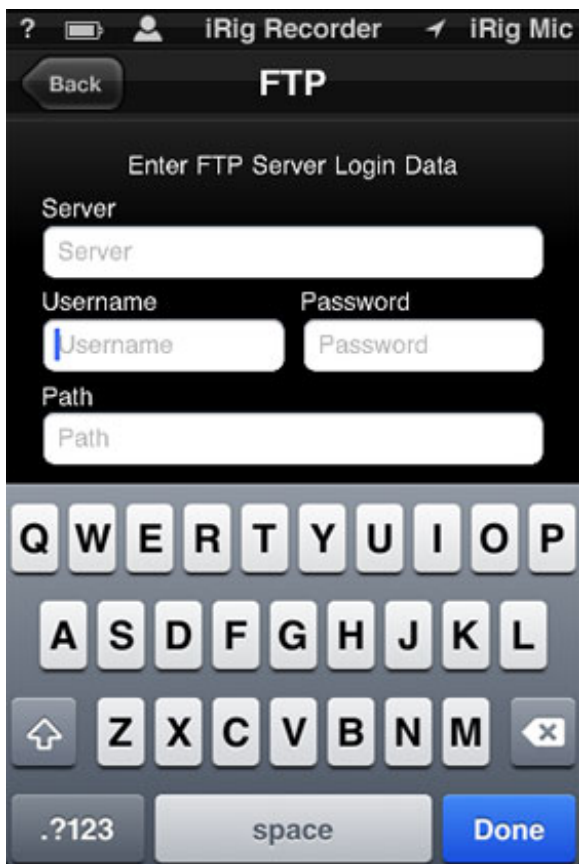 ? iRig Recorder iRig Mic
Back FTP
Enter FTP Server Login Data
Server
Server
Username Password
Username Password
Path
Path
Q W E R T Y U I O P
A S D F G H J K L
Z X C V B N M
.?123 space Done